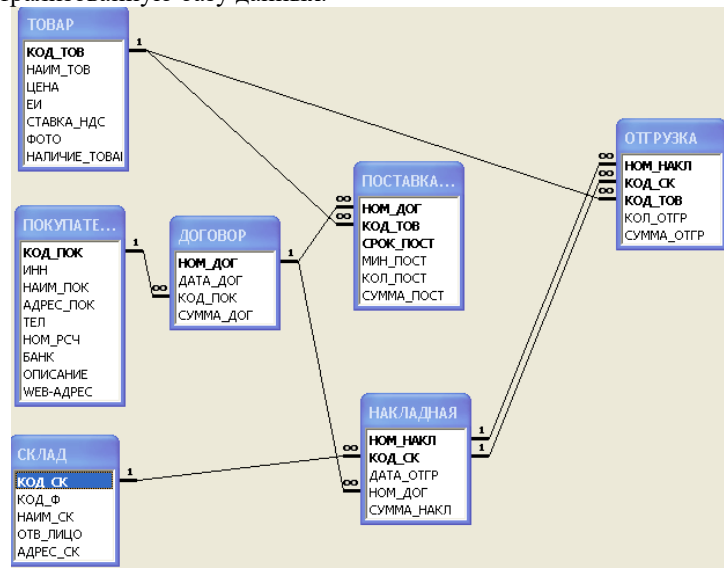 ТОВАР
КОД_ТОВ
НАИМ_ТОВ
ЦЕНА
ЕИ
СТАВКА_НДС
ФОТО
НАЛИЧИЕ_ТОВА
1
ПОКУПАТЕ...
КОД_ПОК
ИНН
НАИМ_ПОК
АДРЕС_ПОК
ТЕЛ
НОМ_РСЧ
БАНК
ОПИСАНИЕ
WEB-АДРЕС
1
∞
ДОГОВОР
НОМ_ДОГ
ДАТА_ДОГ
КОД_ПОК
СУММА_ДОГ
1
∞
∞
ПОСТАВКА...
НОМ_ДОГ
КОД_ТОВ
СРОК_ПОСТ
МИН_ПОСТ
КОЛ_ПОСТ
СУММА_ПОСТ
∞
∞
∞
ОТГРУЗКА
НОМ_НАКЛ
КОД_СК
КОД_ТОВ
КОЛ_ОТГР
СУММА_ОТГР
СКЛАД
КОД_СК
КОД_Ф
НАИМ_СК
ОТВ_ЛИЦО
АДРЕС_СК
1
∞
∞
НАКЛАДНАЯ
НОМ_НАКЛ
КОД_СК
ДАТА_ОТГР
НОМ_ДОГ
СУММА_НАКЛ
1
1